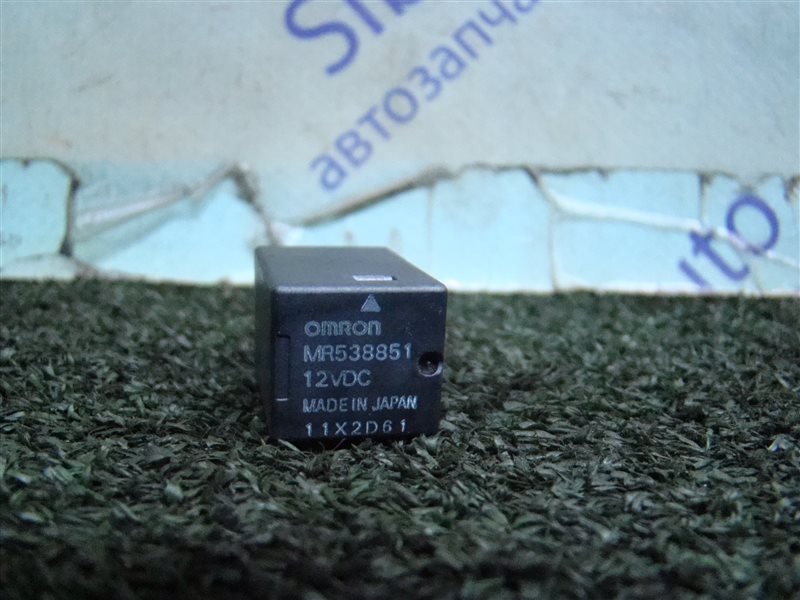 автозапча
omron
MR538851
12VDC
MADE IN JAPAN
11X2D61